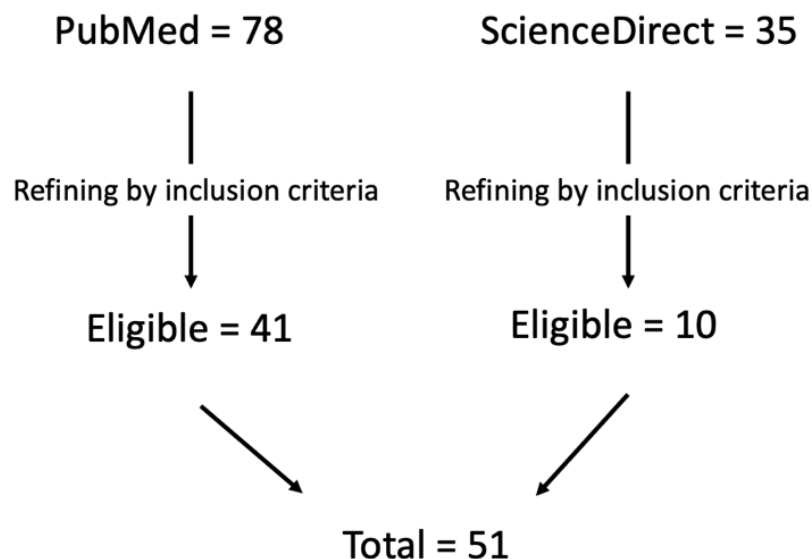 PubMed = 78
ScienceDirect = 35
Refining by inclusion criteria
Refining by inclusion criteria
Eligible = 41
Eligible = 10
Total = 51